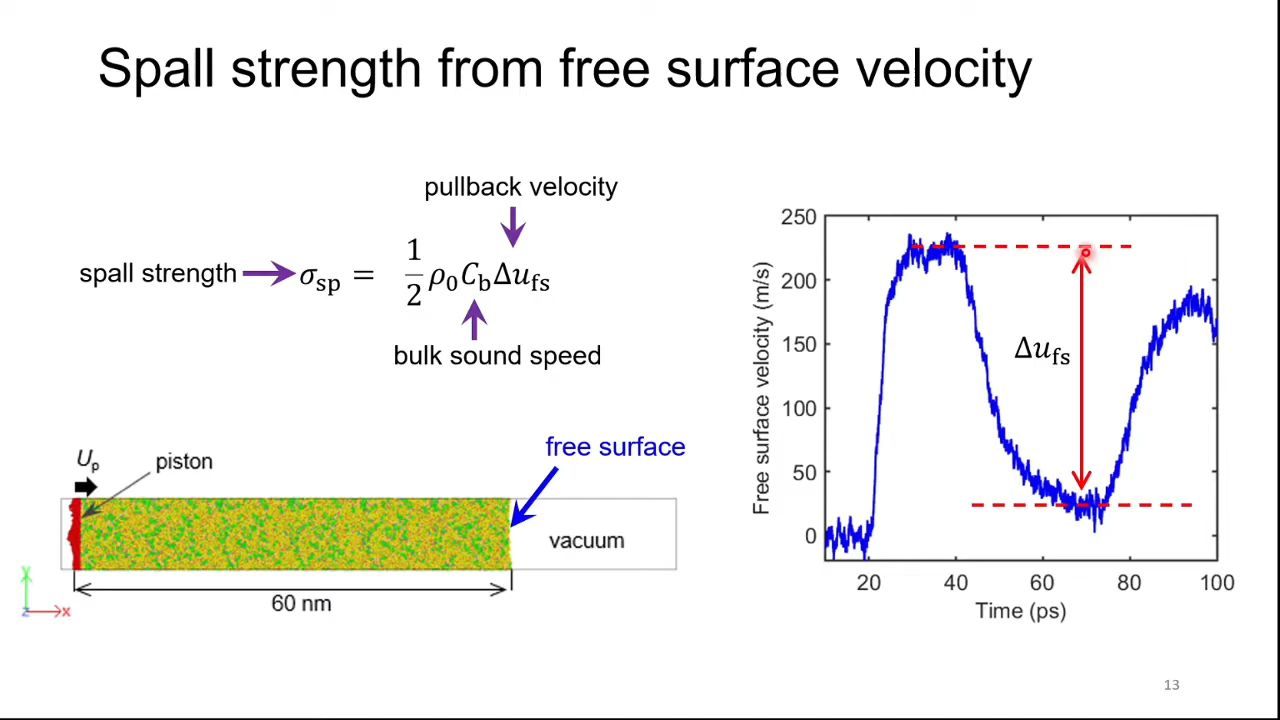 Spall strength from free surface velocity
pullback velocity
spall strength
σsp = 1/2 ρ0CbΔufs
bulk sound speed
Up
piston
free surface
vacuum
60 nm
y
z
x
Free surface velocity (m/s)
250
200
150
100
50
0
Δufs
20 40 60 80 100
Time (ps)
13